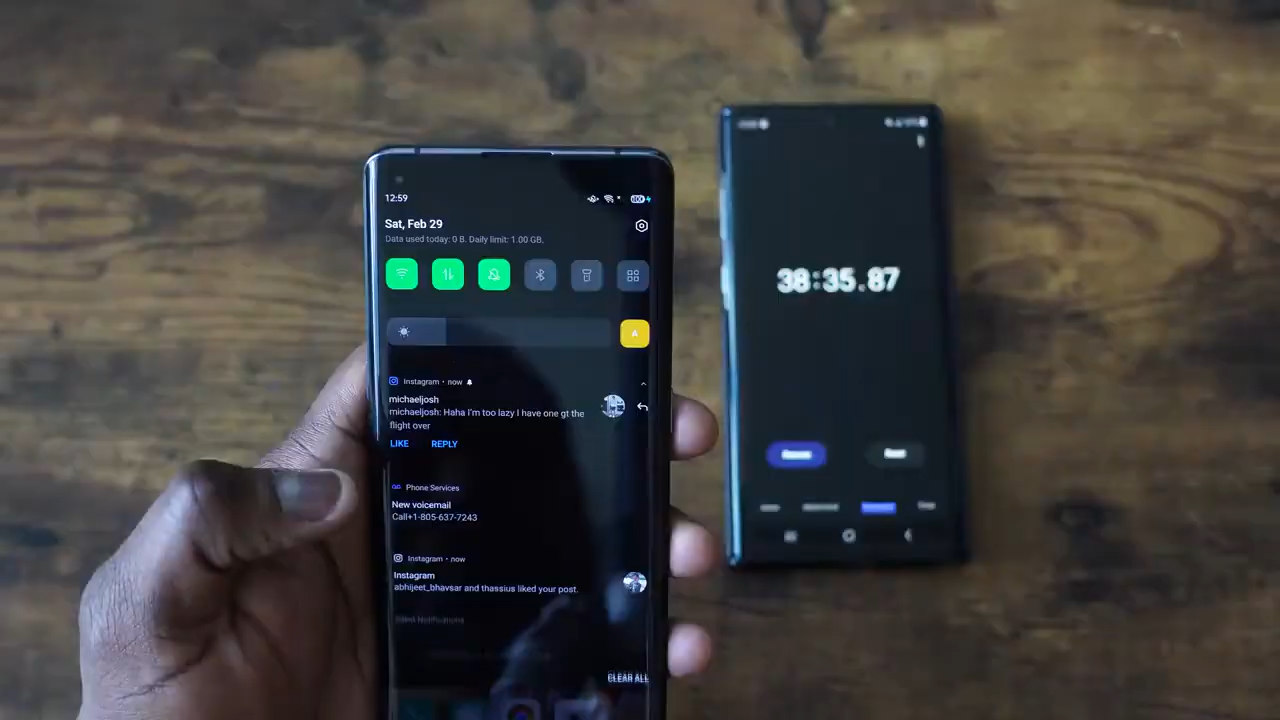 12:59
Sat, Feb 29
Data used today: 0 B. Daily limit: 1.00 GB.
A
Instagram • now
michaeljosh
michaeljosh: Haha I'm too lazy I have one gt the
flight over
LIKE REPLY
Phone Services
New voicemail
Call+1-805-637-7243
Instagram • now
Instagram
abhijeet_bhavsar and thassius liked your post.
Silent Notifications
CLEAR ALL
38:35.87